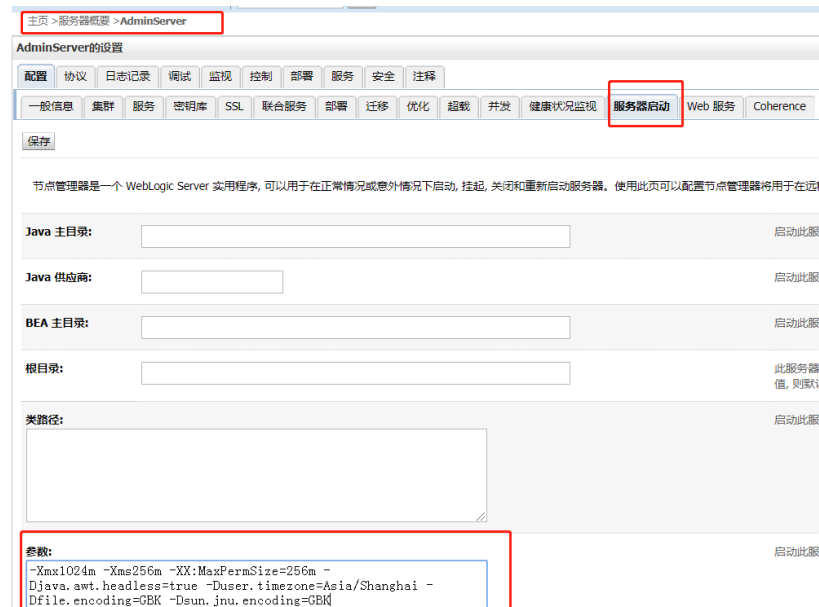 主页 >服务器概要 >AdminServer
AdminServer的设置
配置 协议 日志记录 调试 监视 控制 部署 服务 安全 注释
一般信息 集群 服务 密钥库 SSL 联合服务 部署 迁移 优化 超载 并发 健康状况监视 服务器启动 Web 服务 Coherence
保存
节点管理器是一个 WebLogic Server 实用程序, 可以用于在正常情况或意外情况下启动, 挂起, 关闭和重新启动服务器。使用此页可以配置节点管理器将用于在远
Java 主目录: 启动此服
Java 供应商: 启动此服
BEA 主目录: 启动此服
根目录: 此服务器
值, 则默认
类路径: 启动此服
参数: 启动此服
-Xmx1024m -Xms256m -XX:MaxPermSize=256m -
Djava.awt.headless=true -Duser.timezone=Asia/Shanghai -
Dfile.encoding=GBK -Dsun.jnu.encoding=GBK